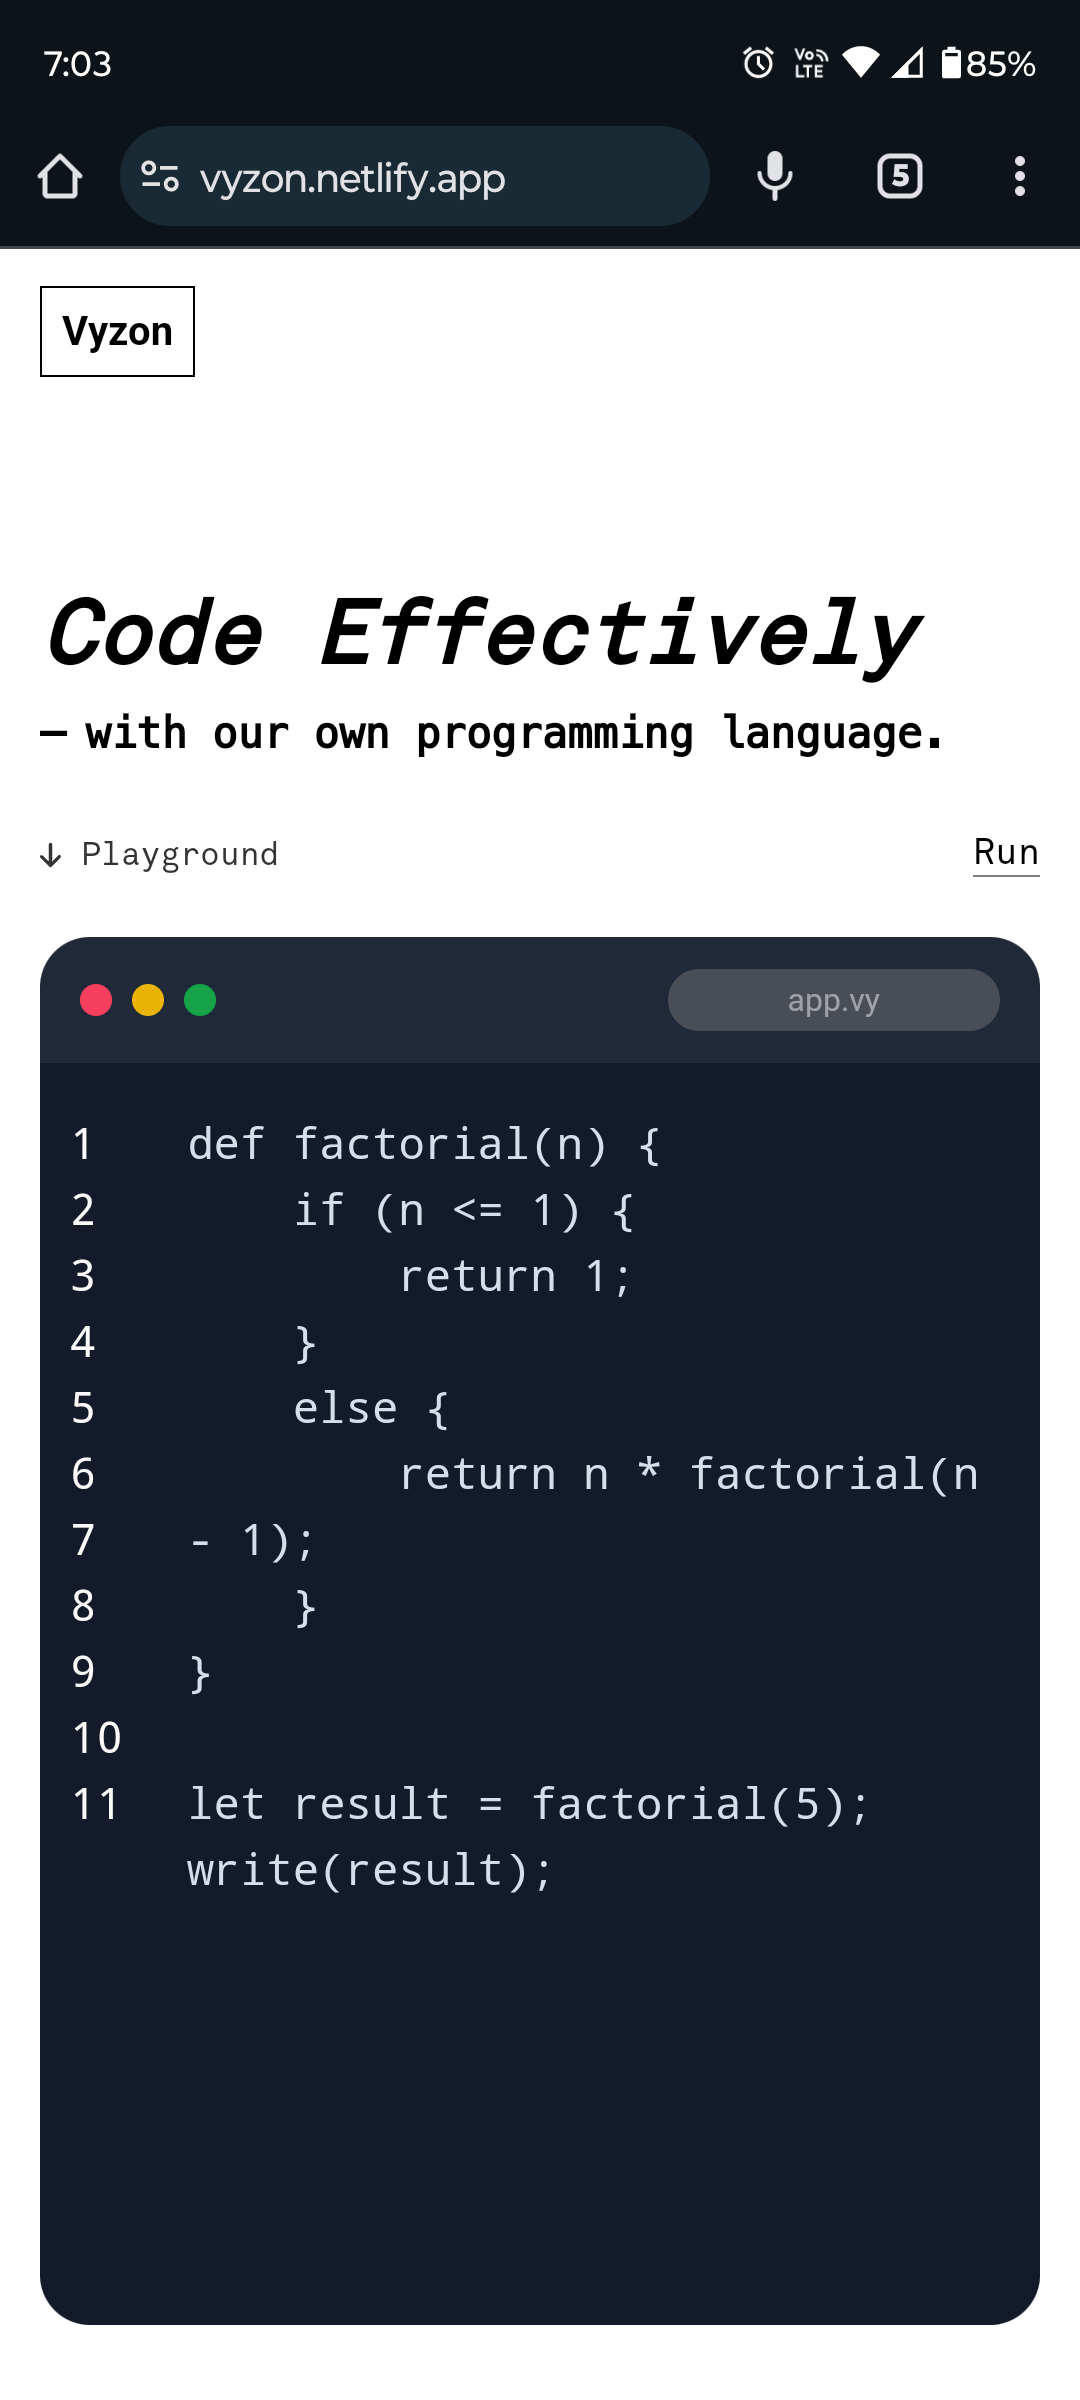 7:03 Vo LTE 85%
vyzon.netlify.app 5
Vyzon
Code Effectively
— with our own programming language.
↓ Playground Run
app.vy
1 def factorial(n) {
2     if (n <= 1) {
3         return 1;
4     }
5     else {
6         return n * factorial(n
7 - 1);
8     }
9 }
10
11 let result = factorial(5);
write(result);